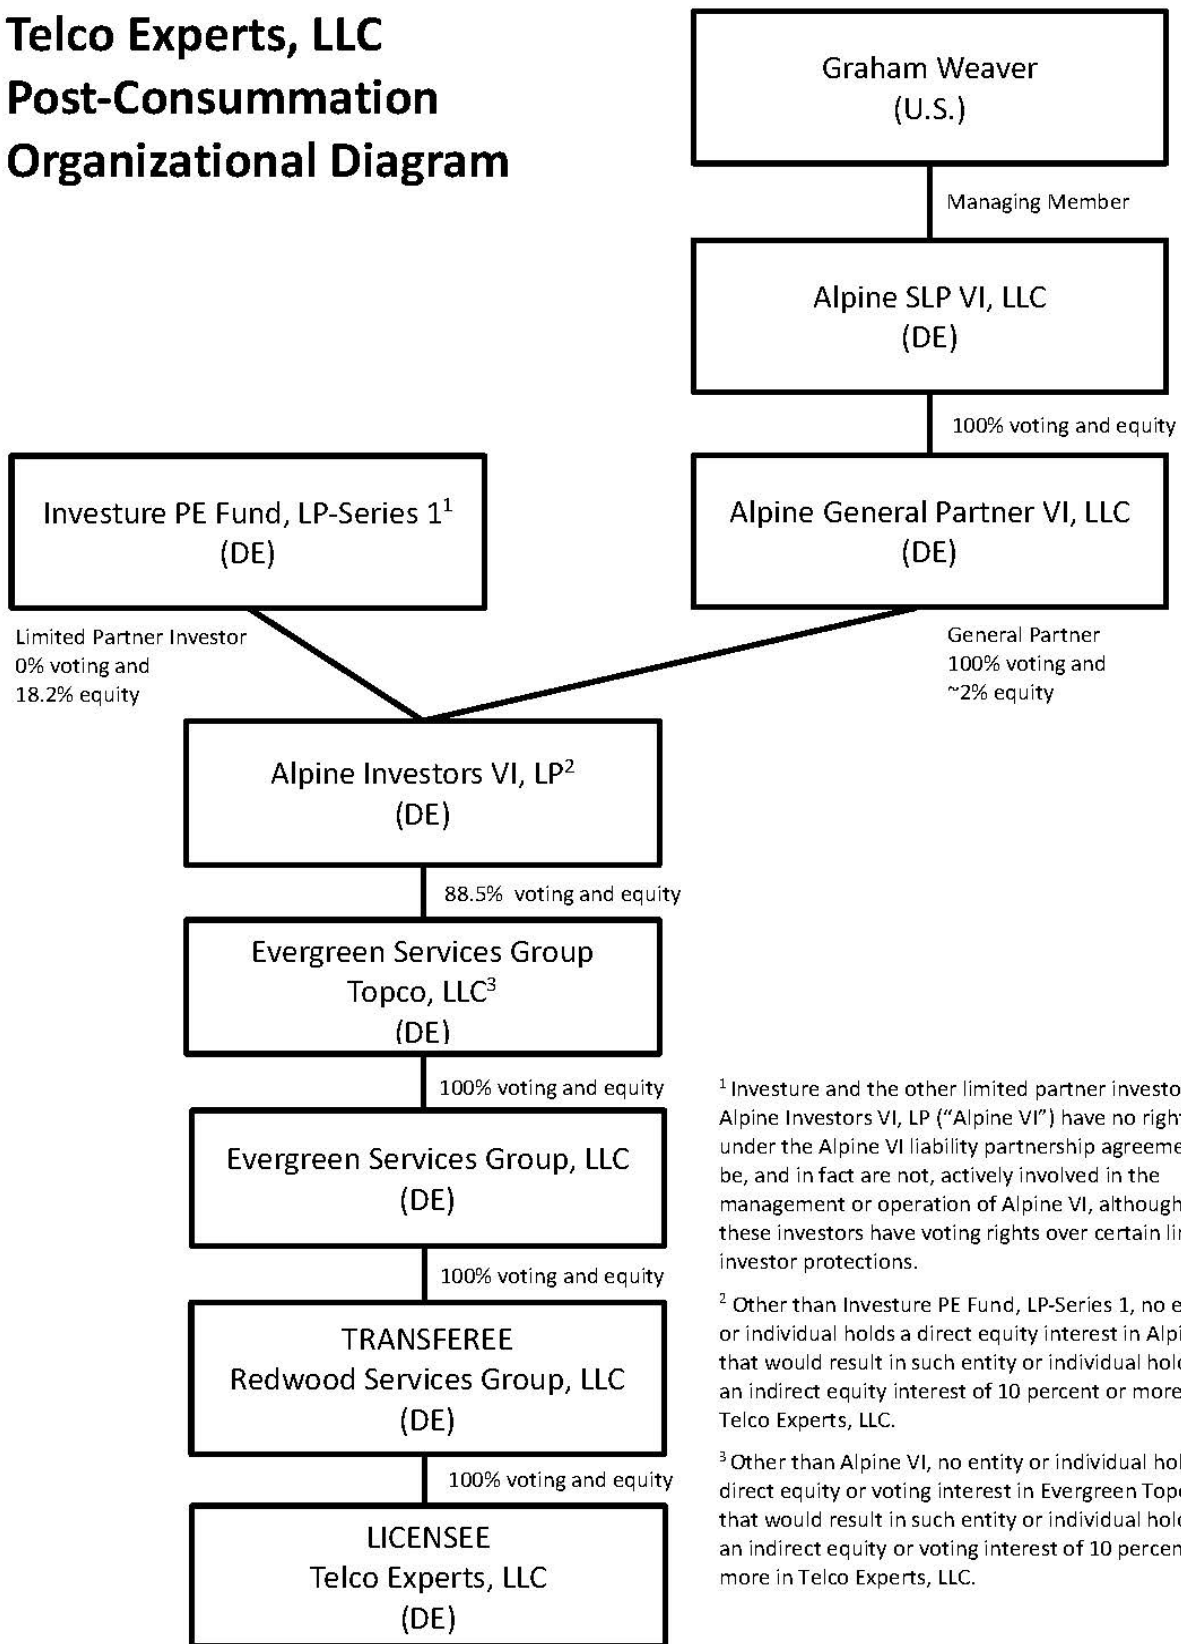 Telco Experts, LLC
Post-Consummation
Organizational Diagram
Graham Weaver
(U.S.)
Managing Member
Alpine SLP VI, LLC
(DE)
100% voting and equity
Investure PE Fund, LP-Series 1¹
(DE)
Alpine General Partner VI, LLC
(DE)
Limited Partner Investor
0% voting and
18.2% equity
General Partner
100% voting and
~2% equity
Alpine Investors VI, LP²
(DE)
88.5% voting and equity
Evergreen Services Group
Topco, LLC³
(DE)
100% voting and equity
Evergreen Services Group, LLC
(DE)
100% voting and equity
TRANSFEREE
Redwood Services Group, LLC
(DE)
100% voting and equity
LICENSEE
Telco Experts, LLC
(DE)
¹ Investure and the other limited partner
Alpine Investors VI, LP (“Alpine VI”) have no
under the Alpine VI liability partnership
be, and in fact are not, actively involved in the
management or operation of Alpine VI, although
these investors have voting rights over certain
investor protections.
² Other than Investure PE Fund, LP-Series 1, no
or individual holds a direct equity interest in
that would result in such entity or individual
an indirect equity interest of 10 percent or more
Telco Experts, LLC.
³ Other than Alpine VI, no entity or individual
direct equity or voting interest in Evergreen
that would result in such entity or individual
an indirect equity or voting interest of 10
more in Telco Experts, LLC.